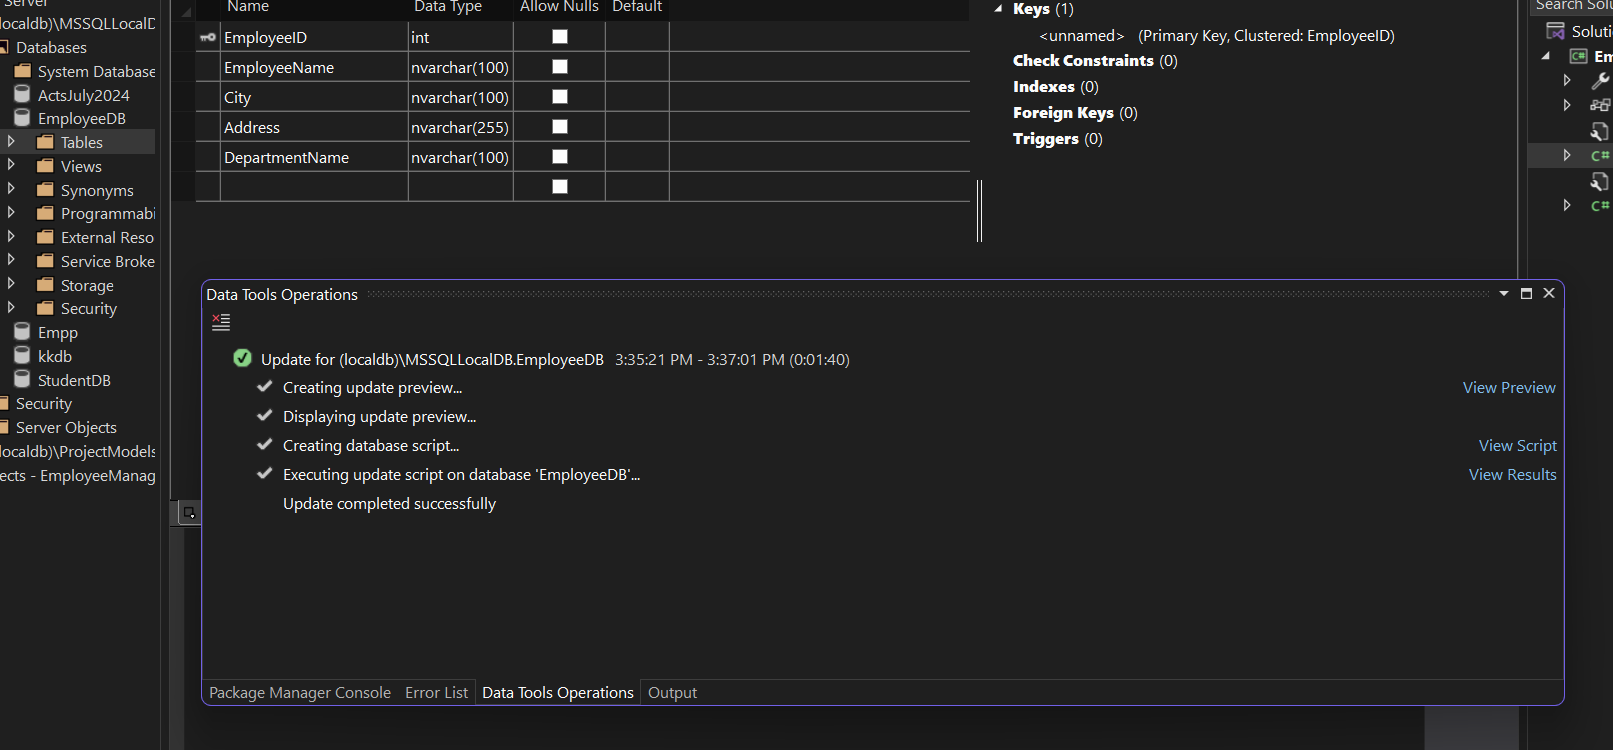 Server
(localdb)\MSSQLLocalD
Databases
System Database
ActsJuly2024
EmployeeDB
Tables
Views
Synonyms
Programmabi
External Reso
Service Broke
Storage
Security
Empp
kkdb
StudentDB
Security
Server Objects
localdb)\ProjectModels
ects - EmployeeManag
Name Data Type Allow Nulls Default
EmployeeID int
EmployeeName nvarchar(100)
City nvarchar(100)
Address nvarchar(255)
DepartmentName nvarchar(100)
Keys (1)
<unnamed> (Primary Key, Clustered: EmployeeID)
Check Constraints (0)
Indexes (0)
Foreign Keys (0)
Triggers (0)
Search Solu
Soluti
Em
C#
C#
Data Tools Operations
Update for (localdb)\MSSQLLocalDB.EmployeeDB 3:35:21 PM - 3:37:01 PM (0:01:40)
Creating update preview... View Preview
Displaying update preview...
Creating database script... View Script
Executing update script on database 'EmployeeDB'... View Results
Update completed successfully
Package Manager Console Error List Data Tools Operations Output